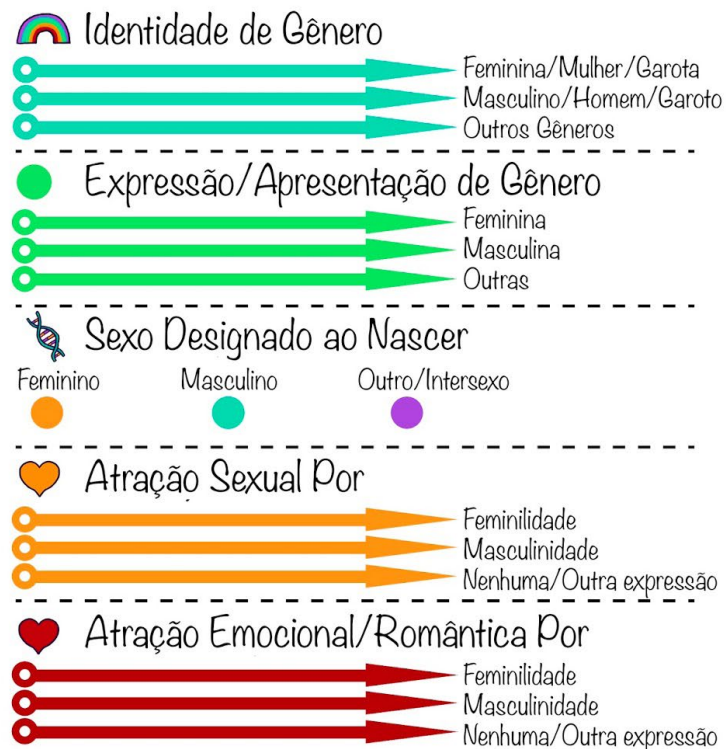 Identidade de Gênero
Feminina/Mulher/Garota
Masculino/Homem/Garoto
Outros Gêneros
Expressão/Apresentação de Gênero
Feminina
Masculina
Outras
Sexo Designado ao Nascer
Feminino Masculino Outro/Intersexo
Atração Sexual Por
Feminilidade
Masculinidade
Nenhuma/Outra expressão
Atração Emocional/Romântica Por
Feminilidade
Masculinidade
Nenhuma/Outra expressão